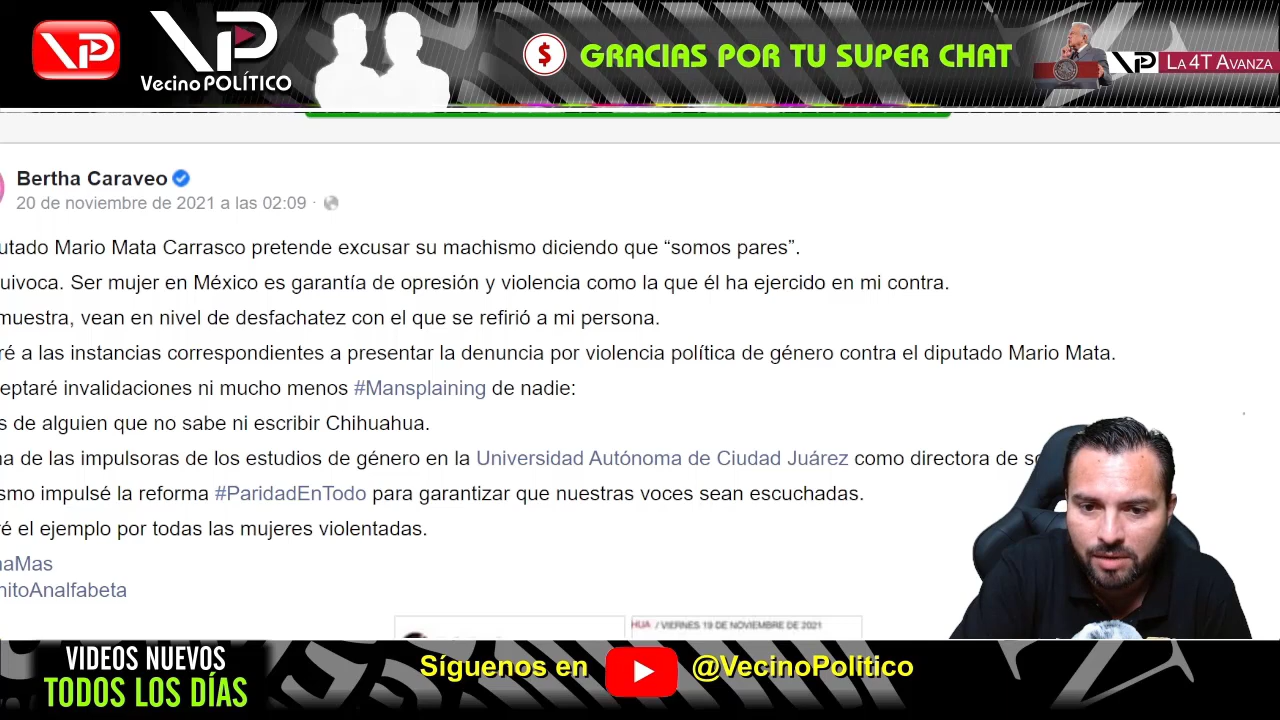 VP
VP
Vecino POLÍTICO
$ GRACIAS POR TU SUPER CHAT
VP LA 4T AVANZA
Bertha Caraveo
20 de noviembre de 2021 a las 02:09 ·
Mario Mata Carrasco pretende excusar su machismo diciendo que “somos pares”.
Ser mujer en México es garantía de opresión y violencia como la que él ha ejercido en mi contra.
muestra, vean en nivel de desfachatez con el que se refirió a mi persona.
a las instancias correspondientes a presentar la denuncia por violencia política de género contra el diputado Mario Mata.
invalidaciones ni mucho menos #Mansplaining de nadie:
de alguien que no sabe ni escribir Chihuahua.
de las impulsoras de los estudios de género en la Universidad Autónoma de Ciudad Juárez como directora de
impulsé la reforma #ParidadEnTodo para garantizar que nuestras voces sean escuchadas.
el ejemplo por todas las mujeres violentadas.
aMas
nitoAnalfabeta
HUA / VIERNES 19 DE NOVIEMBRE DE 2021
VIDEOS NUEVOS
TODOS LOS DÍAS
Síguenos en @VecinoPolitico